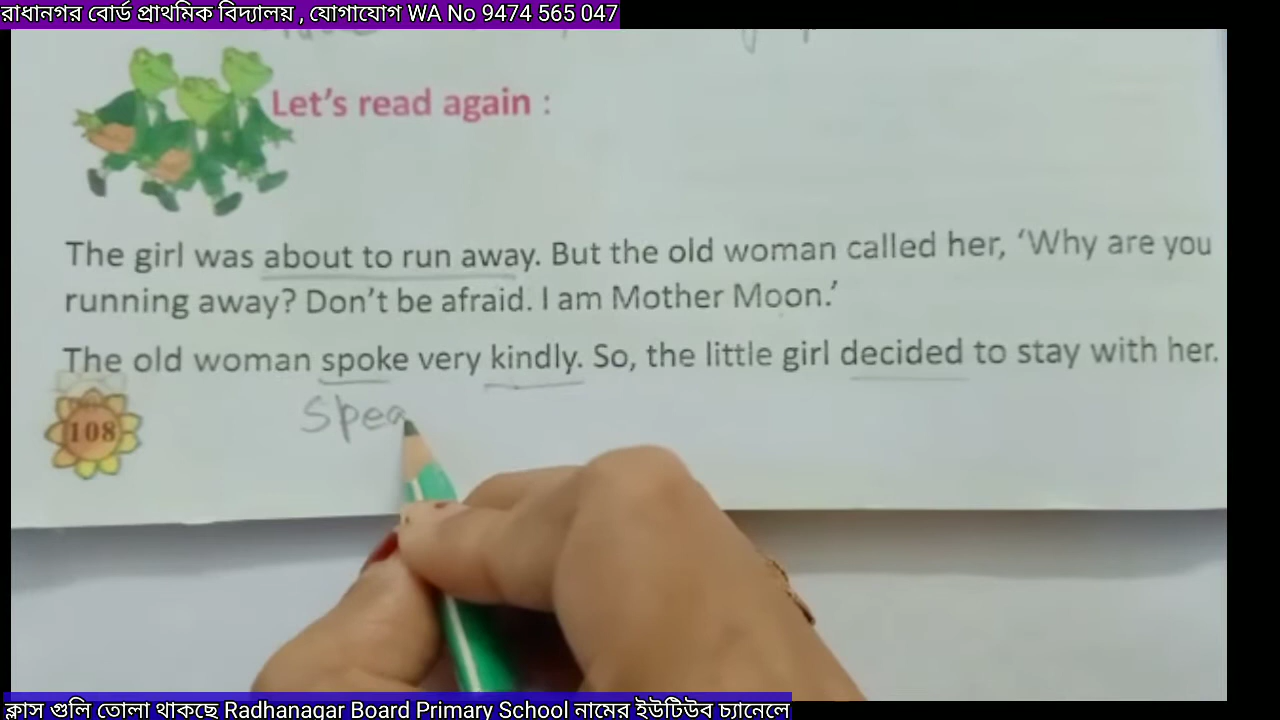 রাধানগর বোর্ড প্রাথমিক বিদ্যালয় , যোগাযোগ WA No 9474 565 047
Let's read again :
The girl was about to run away. But the old woman called her, ‘Why are you
running away? Don't be afraid. I am Mother Moon.’
The old woman spoke very kindly. So, the little girl decided to stay with her.
Spea
108
ক্লাস গুলি তোলা থাকছে Radhanagar Board Primary School নামের ইউটিউব চ্যানেলে